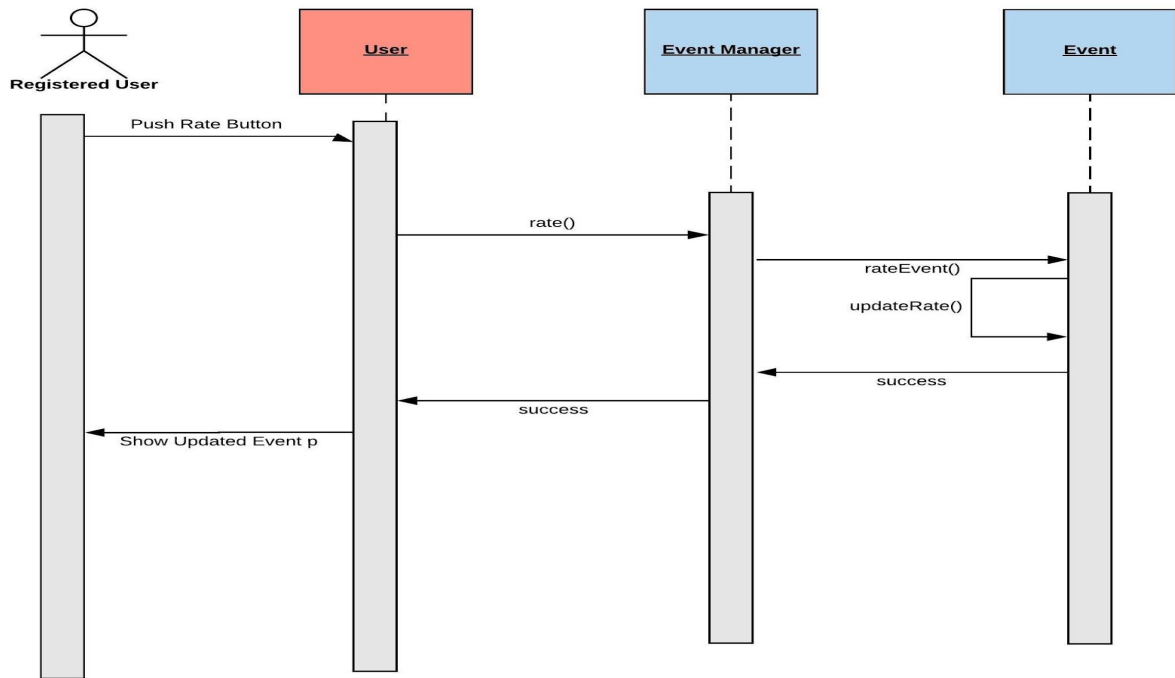 Registered User
User
Event Manager
Event
Push Rate Button
rate()
rateEvent()
updateRate()
success
success
Show Updated Event p